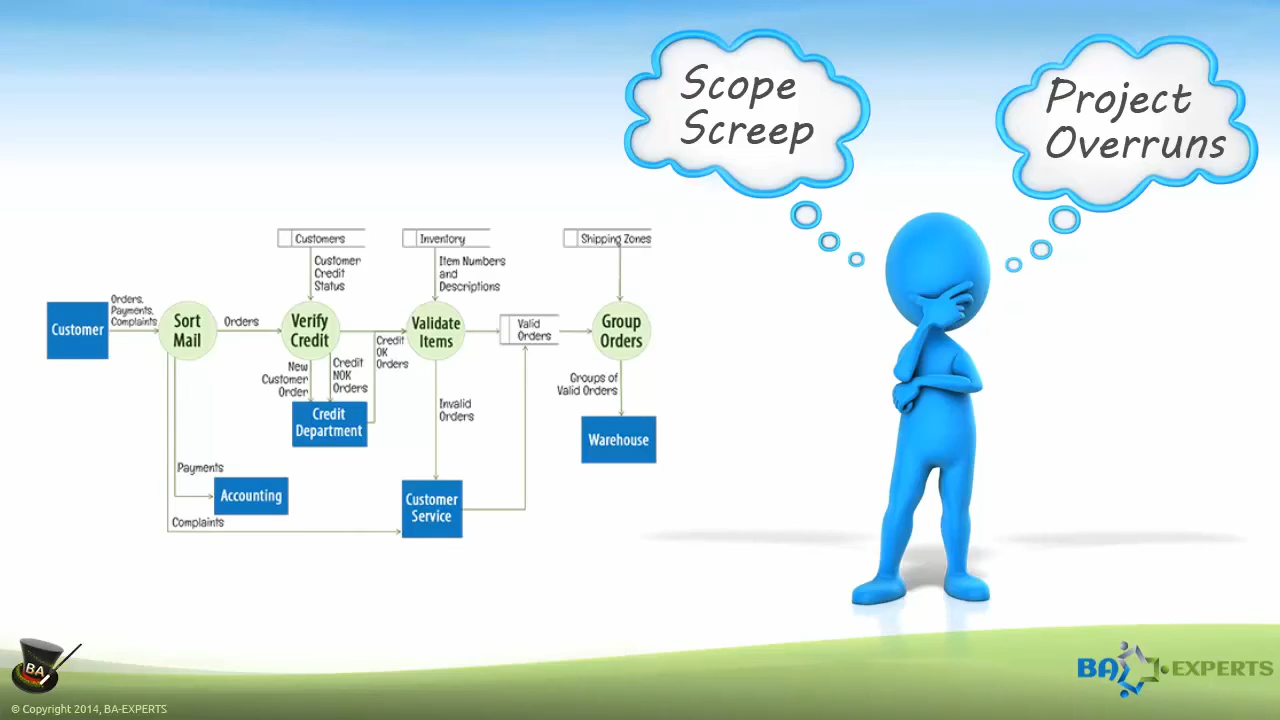 Scope
Screep
Project
Overruns
Customers
Inventory
Shipping Zones
Customer
Credit
Status
Item Numbers
and
Descriptions
Customer
Orders,
Payments,
Complaints
Sort
Mail
Orders
Verify
Credit
Validate
Items
Valid
Orders
Group
Orders
New
Customer
Order
Credit
NOK
Orders
Credit
OK
Orders
Groups of
Valid Orders
Credit
Department
Invalid
Orders
Warehouse
Payments
Accounting
Customer
Service
Complaints
BA
BA EXPERTS
© Copyright 2014, BA-EXPERTS